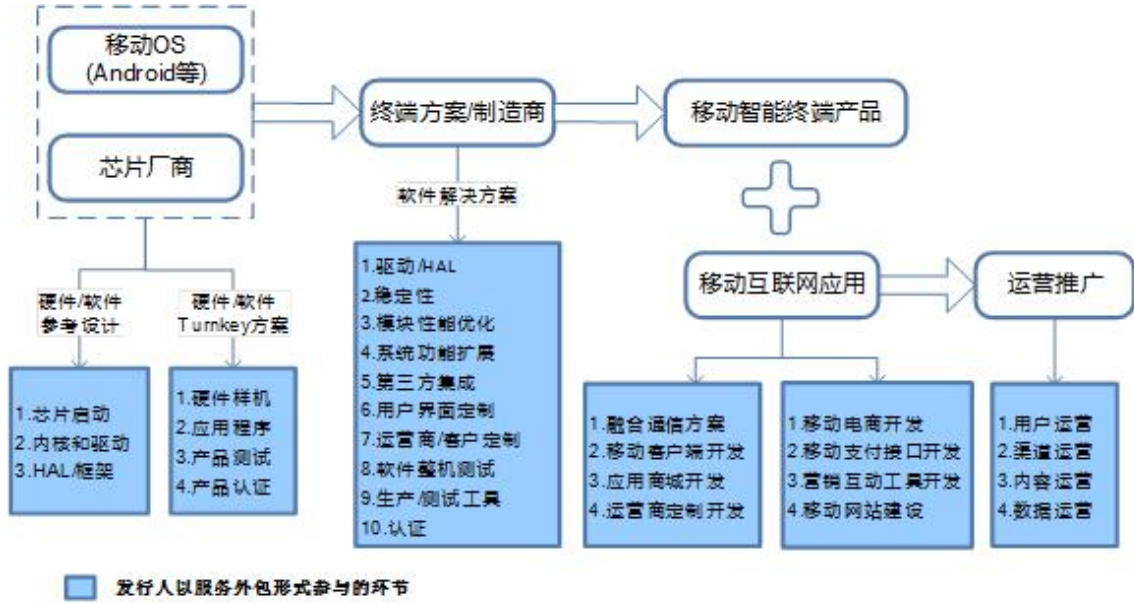 移动OS
(Android等)
芯片厂商
终端方案/制造商
移动智能终端产品
软件解决方案
硬件/软件
参考设计
硬件/软件
Turnkey方案
移动互联网应用
运营推广
1.芯片启动
2.内核和驱动
3.HAL/框架
1.硬件样机
2.应用程序
3.产品测试
4.产品认证
1.驱动/HAL
2.稳定性
3.模块性能优化
4.系统功能扩展
5.第三方集成
6.用户界面定制
7.运营商/客户定制
8.软件整机测试
9.生产/测试工具
10.认证
1.融合通信方案
2.移动客户端开发
3.应用商城开发
4.运营商定制开发
1.移动电商开发
2.移动支付接口开发
3.营销互动工具开发
4.移动网站建设
1.用户运营
2.渠道运营
3.内容运营
4.数据运营
发行人以服务外包形式参与的环节